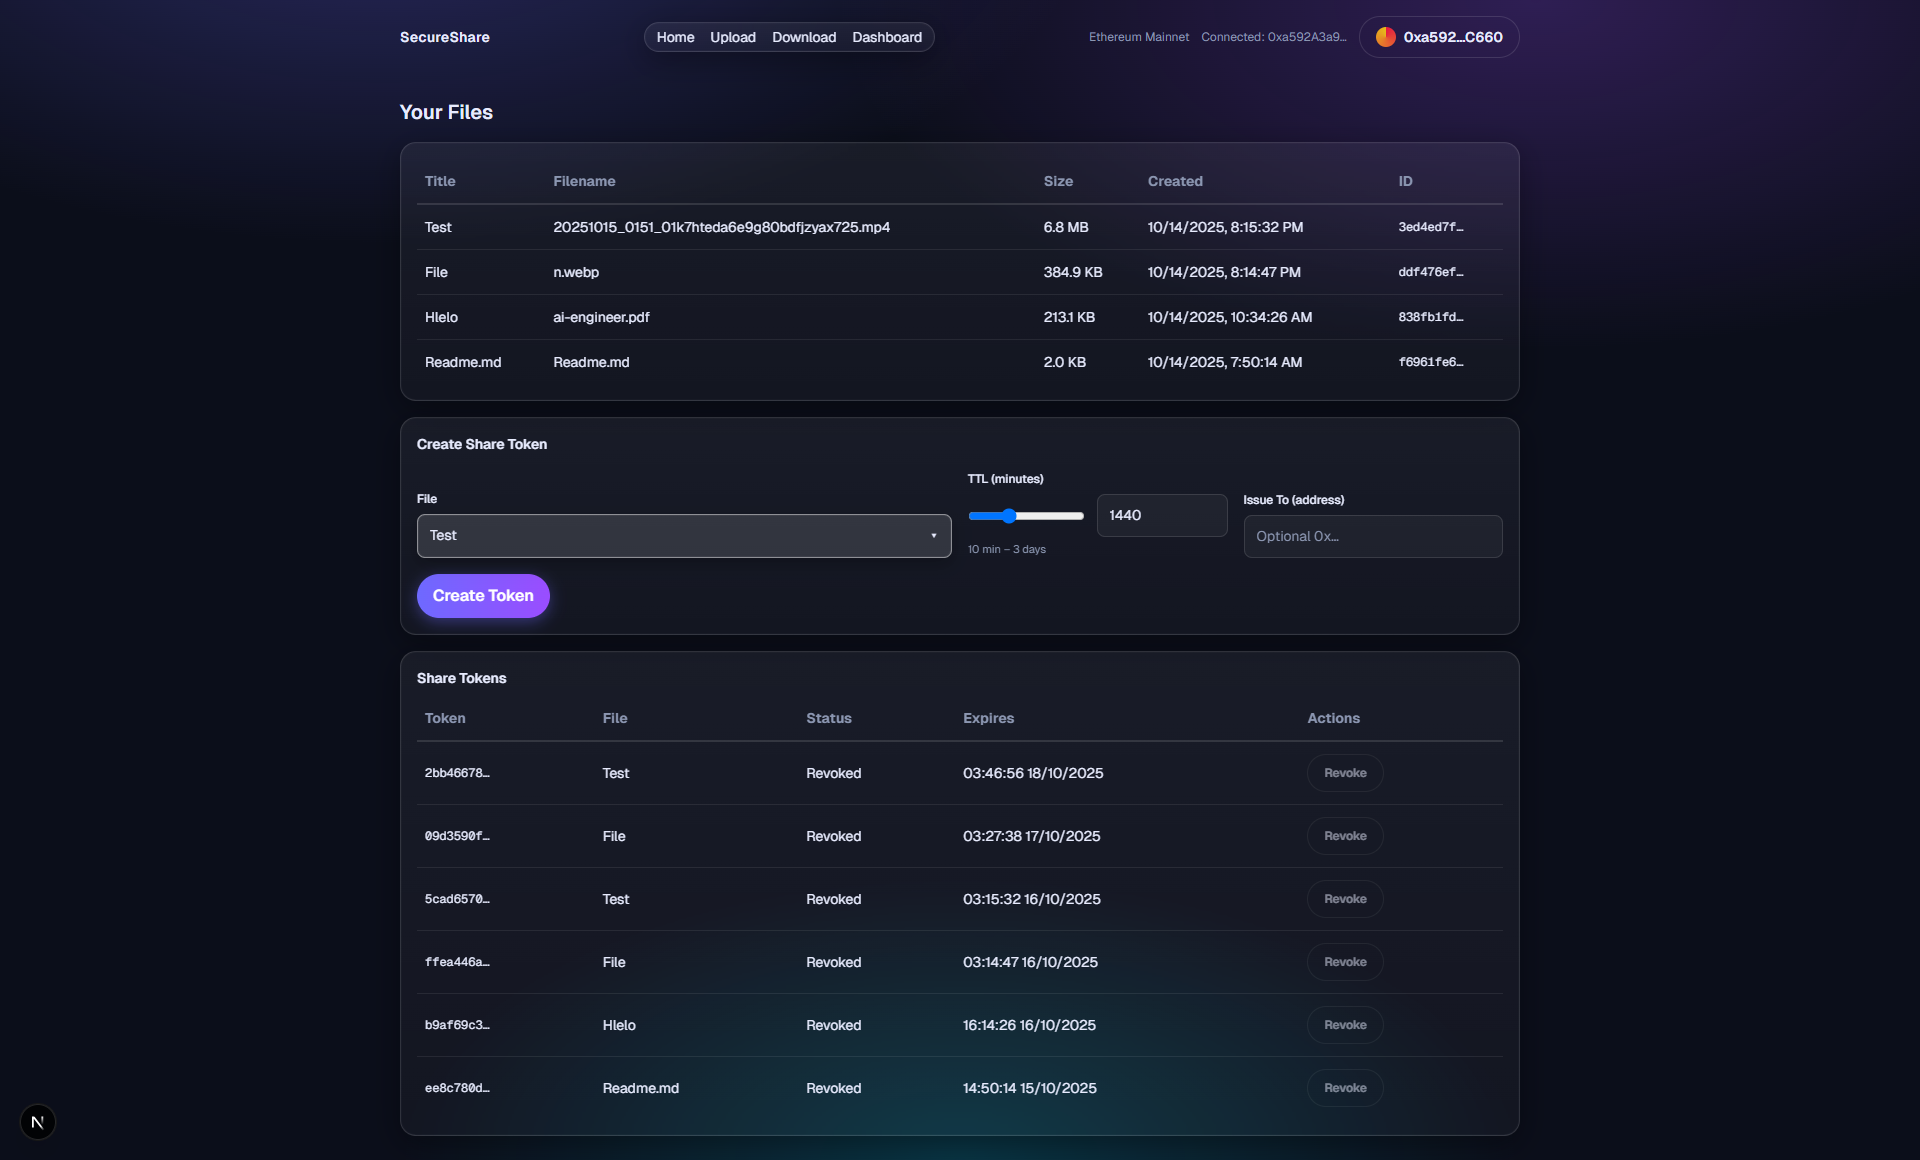 SecureShare
Home Upload Download Dashboard
Ethereum Mainnet Connected: 0xa592A3a9… 0xa592...C660
Your Files
Title Filename Size Created ID
Test 20251015_0151_01k7hteda6e9g80bdfjzyax725.mp4 6.8 MB 10/14/2025, 8:15:32 PM 3ed4ed7f…
File n.webp 384.9 KB 10/14/2025, 8:14:47 PM ddf476ef…
Hlelo ai-engineer.pdf 213.1 KB 10/14/2025, 10:34:26 AM 838fb1fd…
Readme.md Readme.md 2.0 KB 10/14/2025, 7:50:14 AM f6961fe6…
Create Share Token
File
Test
TTL (minutes)
1440
10 min – 3 days
Issue To (address)
Optional 0x…
Create Token
Share Tokens
Token File Status Expires Actions
2bb46678… Test Revoked 03:46:56 18/10/2025 Revoke
09d3590f… File Revoked 03:27:38 17/10/2025 Revoke
5cad6570… Test Revoked 03:15:32 16/10/2025 Revoke
ffea446a… File Revoked 03:14:47 16/10/2025 Revoke
b9af69c3… Hlelo Revoked 16:14:26 16/10/2025 Revoke
ee8c780d… Readme.md Revoked 14:50:14 15/10/2025 Revoke
N